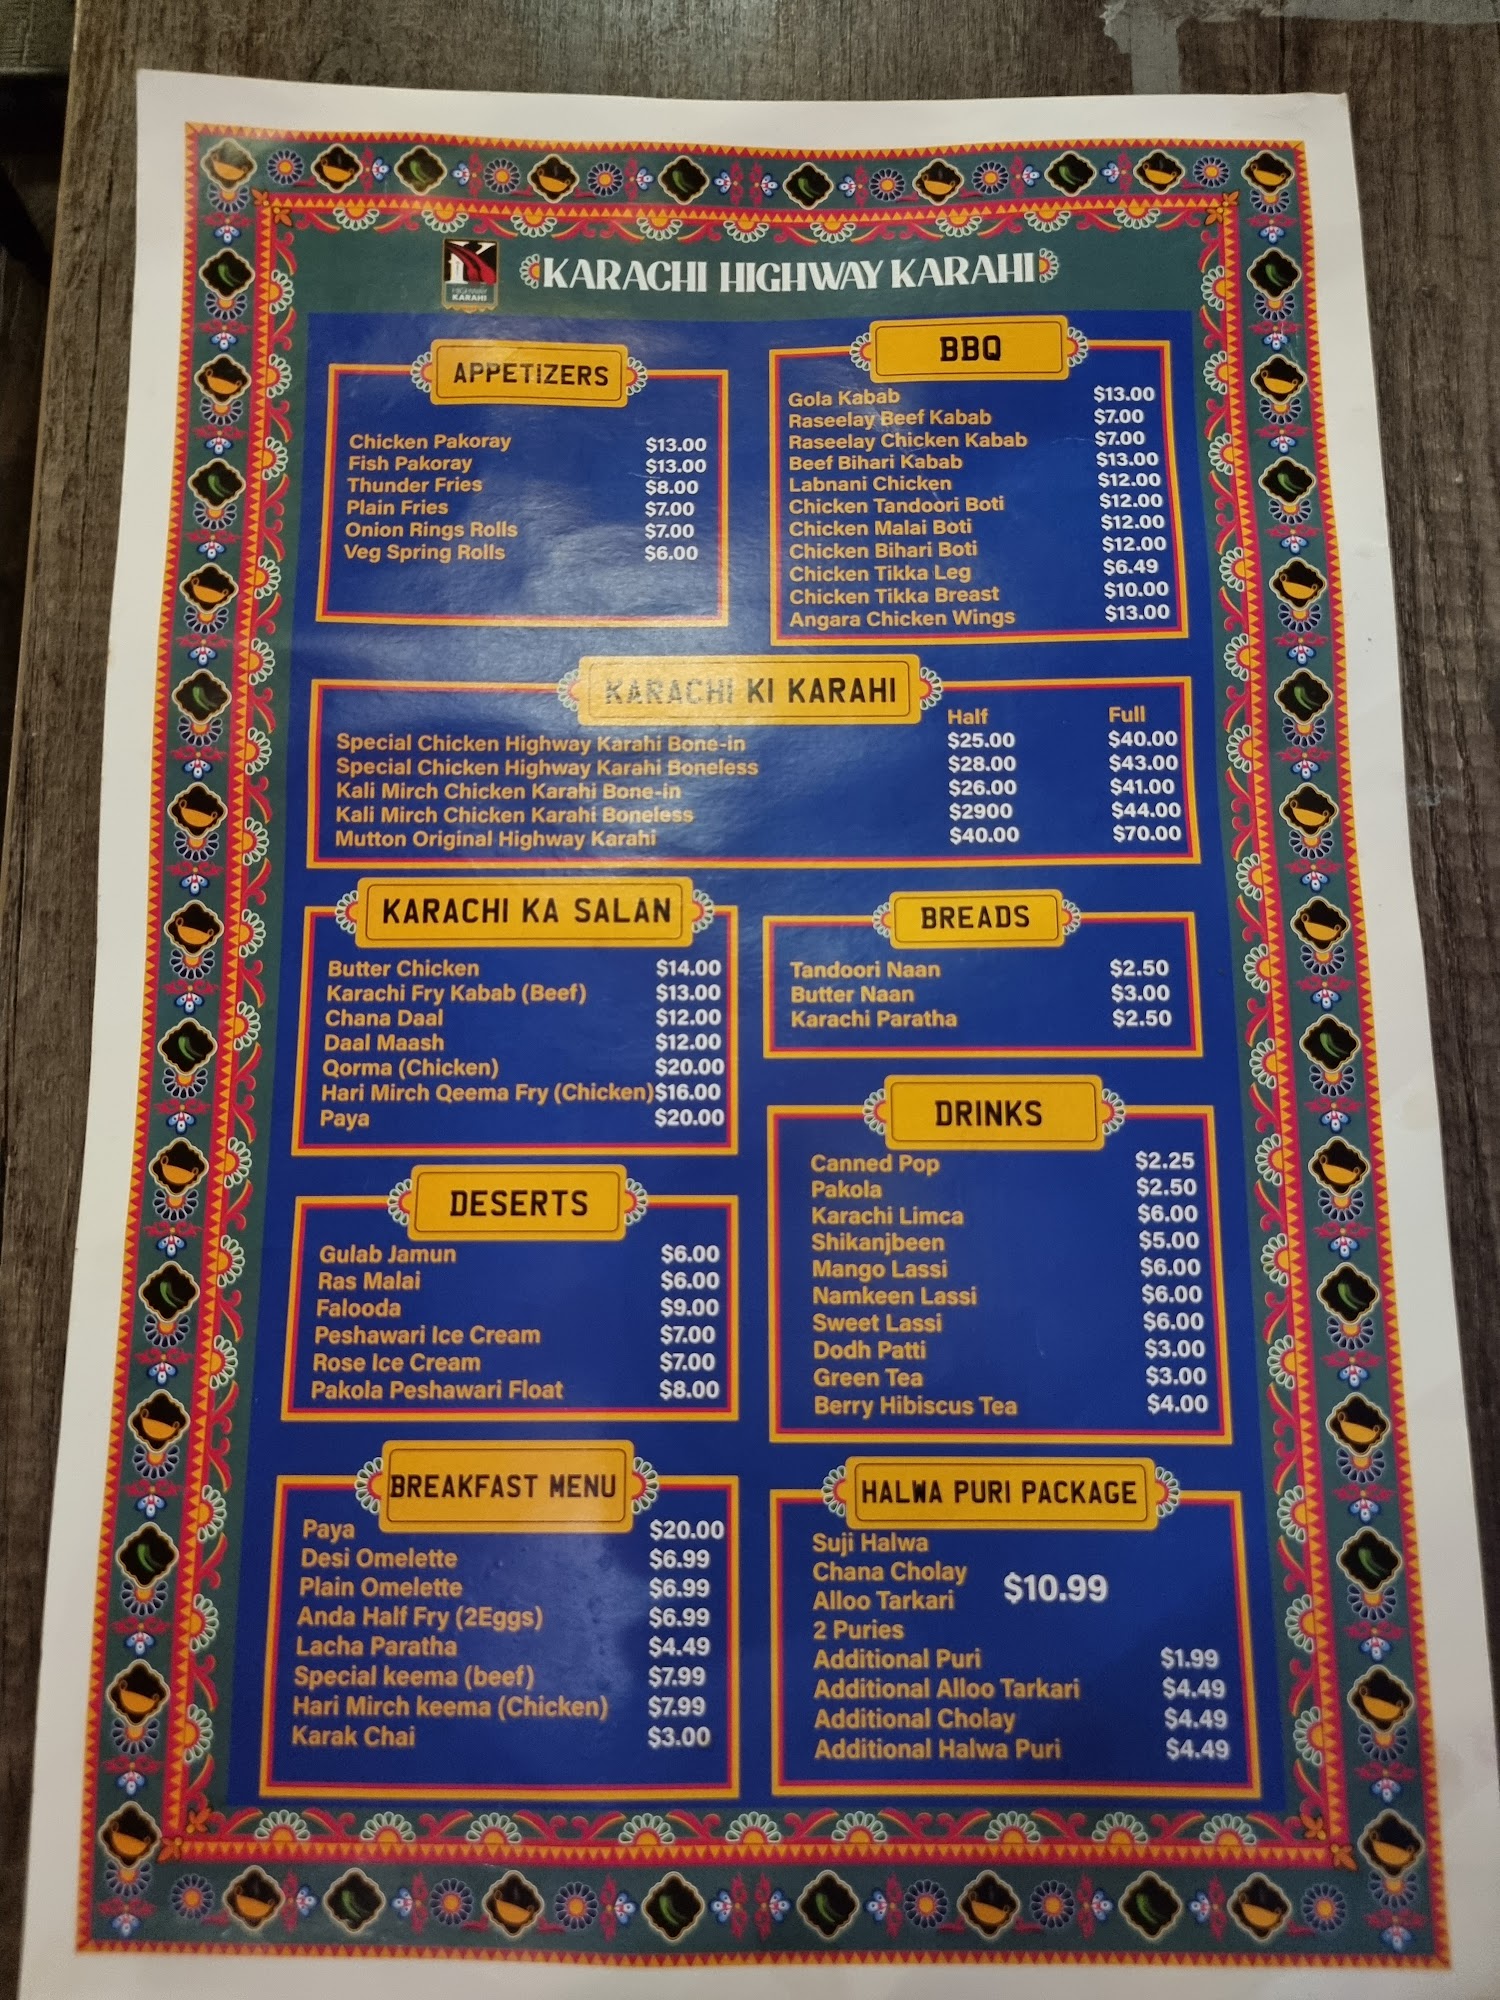 HIGHWAY
KARAHI
KARACHI HIGHWAY KARAHI
APPETIZERS
Chicken Pakoray $13.00
Fish Pakoray $13.00
Thunder Fries $8.00
Plain Fries $7.00
Onion Rings Rolls $7.00
Veg Spring Rolls $6.00
BBQ
Gola Kabab $13.00
Raseelay Beef Kabab $7.00
Raseelay Chicken Kabab $7.00
Beef Bihari Kabab $13.00
Labnani Chicken $12.00
Chicken Tandoori Boti $12.00
Chicken Malai Boti $12.00
Chicken Bihari Boti $12.00
Chicken Tikka Leg $6.49
Chicken Tikka Breast $10.00
Angara Chicken Wings $13.00
KARACHI KI KARAHI
Half Full
Special Chicken Highway Karahi Bone-in $25.00 $40.00
Special Chicken Highway Karahi Boneless $28.00 $43.00
Kali Mirch Chicken Karahi Bone-in $26.00 $41.00
Kali Mirch Chicken Karahi Boneless $2900 $44.00
Mutton Original Highway Karahi $40.00 $70.00
KARACHI KA SALAN
Butter Chicken $14.00
Karachi Fry Kabab (Beef) $13.00
Chana Daal $12.00
Daal Maash $12.00
Qorma (Chicken) $20.00
Hari Mirch Qeema Fry (Chicken) $16.00
Paya $20.00
BREADS
Tandoori Naan $2.50
Butter Naan $3.00
Karachi Paratha $2.50
DRINKS
Canned Pop $2.25
Pakola $2.50
Karachi Limca $6.00
Shikanjbeen $5.00
Mango Lassi $6.00
Namkeen Lassi $6.00
Sweet Lassi $6.00
Dodh Patti $3.00
Green Tea $3.00
Berry Hibiscus Tea $4.00
DESERTS
Gulab Jamun $6.00
Ras Malai $6.00
Falooda $9.00
Peshawari Ice Cream $7.00
Rose Ice Cream $7.00
Pakola Peshawari Float $8.00
BREAKFAST MENU
Paya $20.00
Desi Omelette $6.99
Plain Omelette $6.99
Anda Half Fry (2Eggs) $6.99
Lacha Paratha $4.49
Special keema (beef) $7.99
Hari Mirch keema (Chicken) $7.99
Karak Chai $3.00
HALWA PURI PACKAGE
Suji Halwa
Chana Cholay
Alloo Tarkari $10.99
2 Puries
Additional Puri $1.99
Additional Alloo Tarkari $4.49
Additional Cholay $4.49
Additional Halwa Puri $4.49